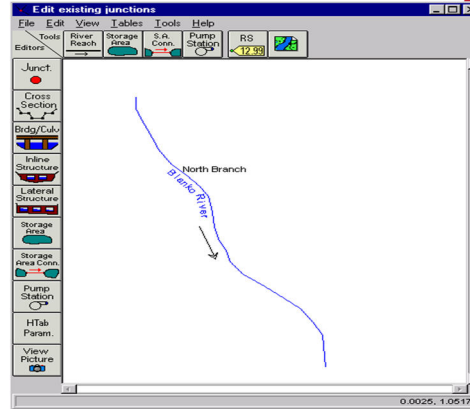 Edit existing junctions
File Edit View Tables Tools Help
Tools
Editors
River
Reach
Storage
Area
S.A.
Conn.
Pump
Station
RS
12.99
Junct.
Cross
Section
Brdg/Culv
Inline
Structure
Lateral
Structure
Storage
Area
Storage
Area Conn.
Pump
Station
HTab
Param.
View
Picture
North Branch
Blanko River
0.0025, 1.0517